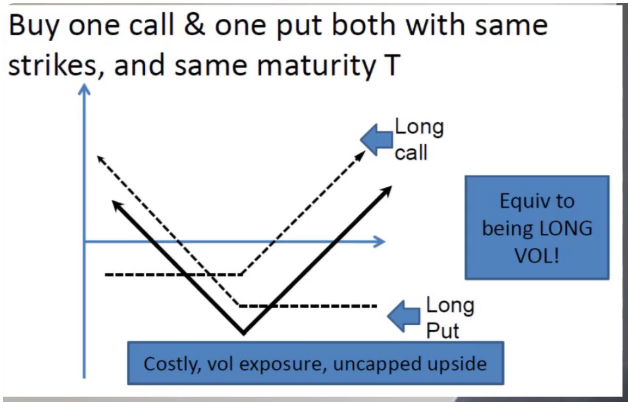 Buy one call & one put both with same
strikes, and same maturity T
Long
call
Equiv to
being LONG
VOL!
Long
Put
Costly, vol exposure, uncapped upside